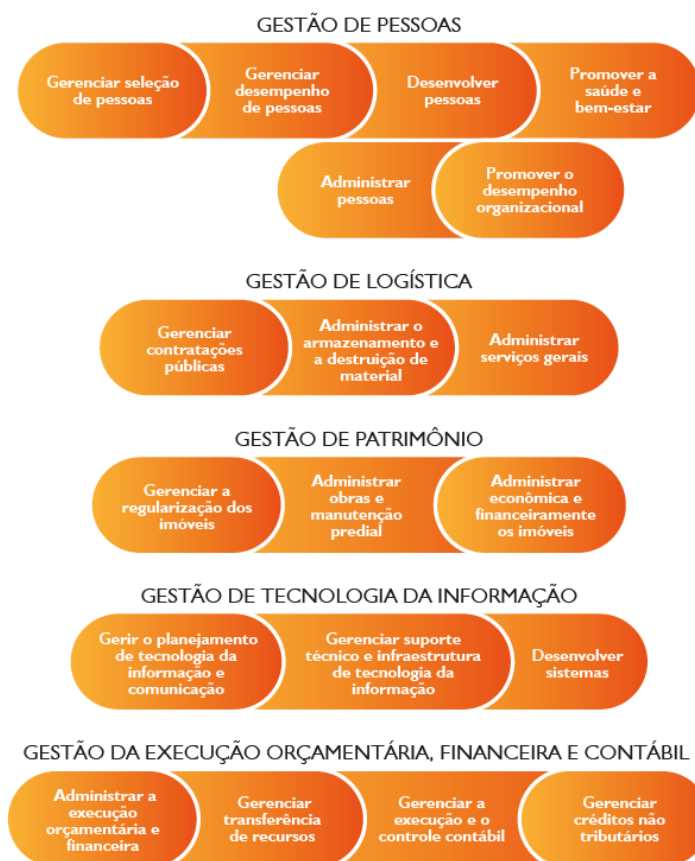 GESTÃO DE PESSOAS
Gerenciar seleção
de pessoas
Gerenciar
desempenho
de pessoas
Desenvolver
pessoas
Promover a
saúde e
bem-estar
Administrar
pessoas
Promover o
desempenho
organizacional
GESTÃO DE LOGÍSTICA
Gerenciar
contratações
públicas
Administrar o
armazenamento e
a destruição de
material
Administrar
serviços gerais
GESTÃO DE PATRIMÔNIO
Gerenciar a
regularização dos
imóveis
Administrar
obras e
manutenção
predial
Administrar
econômica e
financeiramente
os imóveis
GESTÃO DE TECNOLOGIA DA INFORMAÇÃO
Gerir o planejamento
de tecnologia da
informação e
comunicação
Gerenciar suporte
técnico e infraestrutura
de tecnologia da
informação
Desenvolver
sistemas
GESTÃO DA EXECUÇÃO ORÇAMENTÁRIA, FINANCEIRA E CONTÁBIL
Administrar a
execução
orçamentária e
financeira
Gerenciar
transferência
de recursos
Gerenciar a
execução e o
controle contábil
Gerenciar
créditos não
tributários